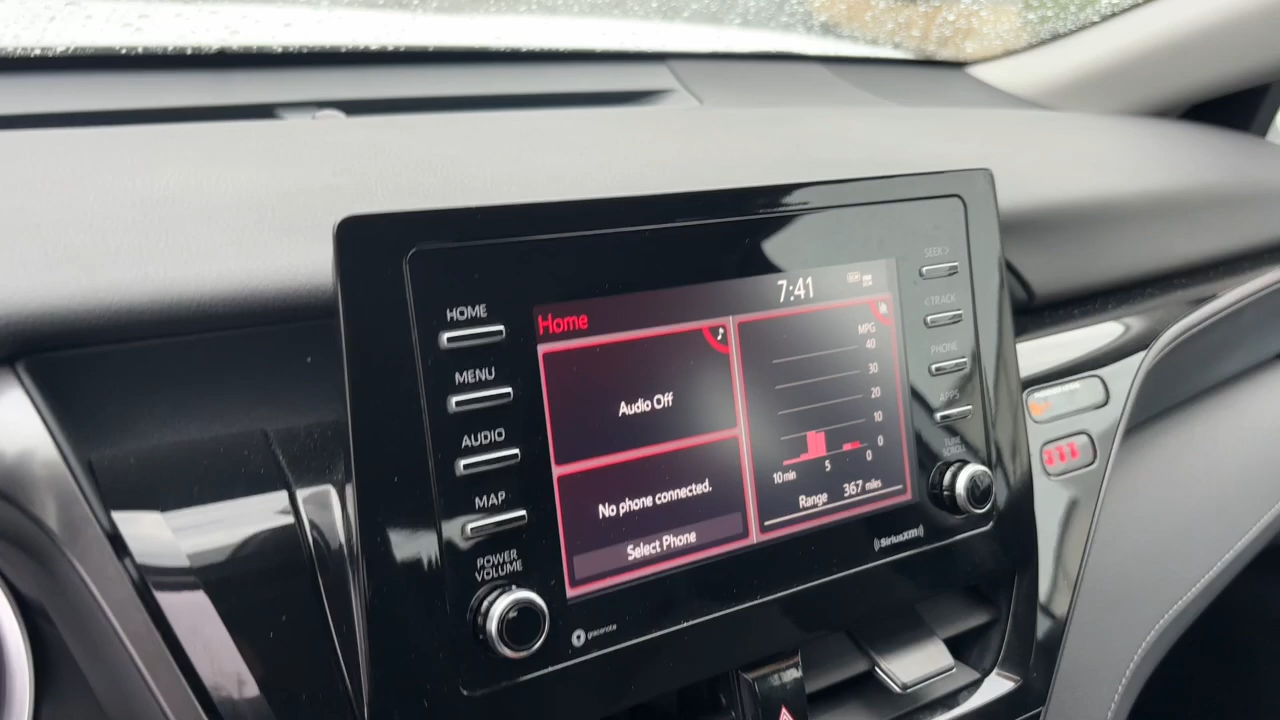 HOME
MENU
AUDIO
MAP
POWER
VOLUME
gracenote
7:41
Home
Audio Off
No phone connected.
Select Phone
MPG
40
30
20
10
0
10 min
5
0
Range 367 miles
SEEK >
< TRACK
PHONE
APPS
TUNE
SCROLL
SiriusXM